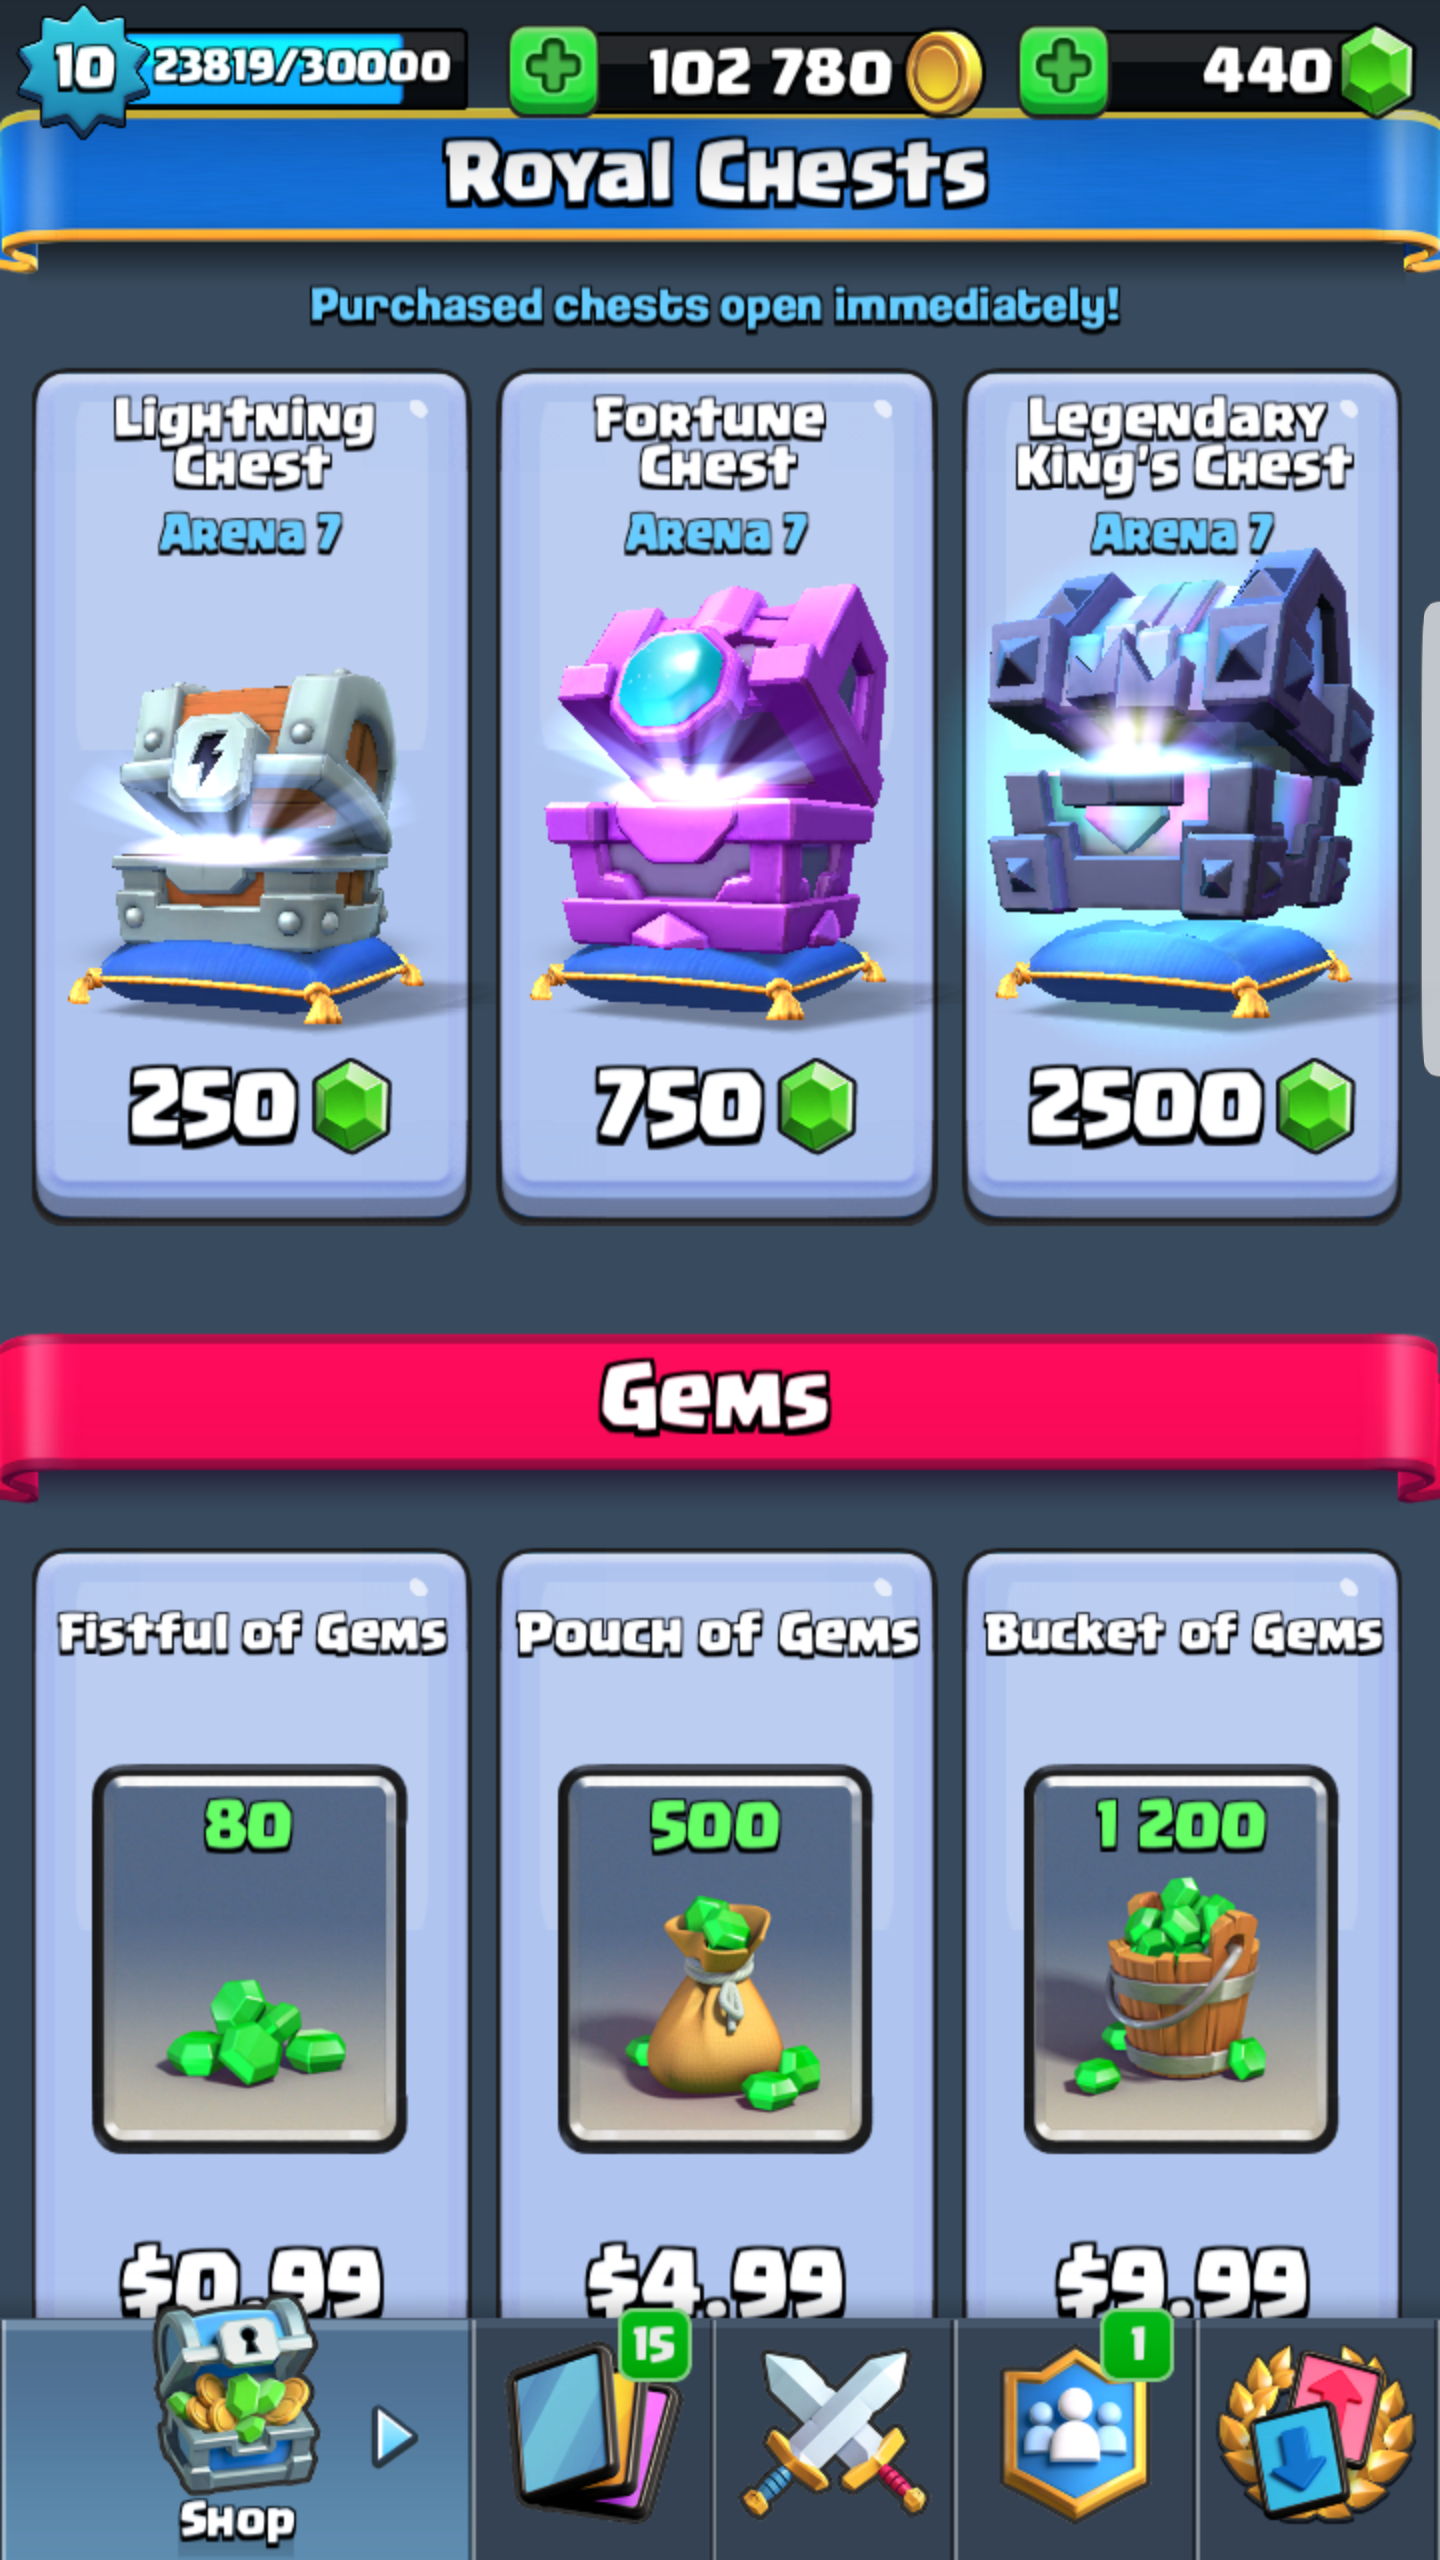 10 23819/30000 102 780 440
Royal Chests
Purchased chests open immediately!
Lightning Chest
Arena 7
250
Fortune Chest
Arena 7
750
Legendary King's Chest
Arena 7
2500
Gems
Fistful of Gems
80
$0.99
Pouch of Gems
500
$4.99
Bucket of Gems
1 200
$9.99
Shop
15
1